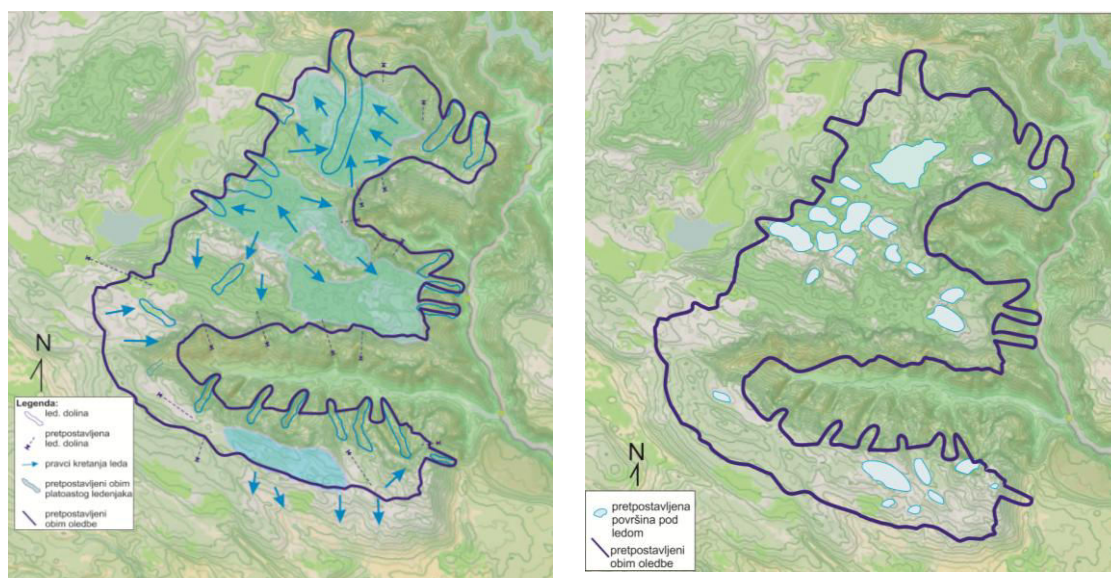 N
Legenda:
led. dolina
pretpostavljena
led. dolina
pravci kretanja leda
pretpostavljeni obim
platoastog ledenjaka
pretpostavljeni
obim oledbe
N
pretpostavljena
površina pod
ledom
pretpostavljeni
obim oledbe